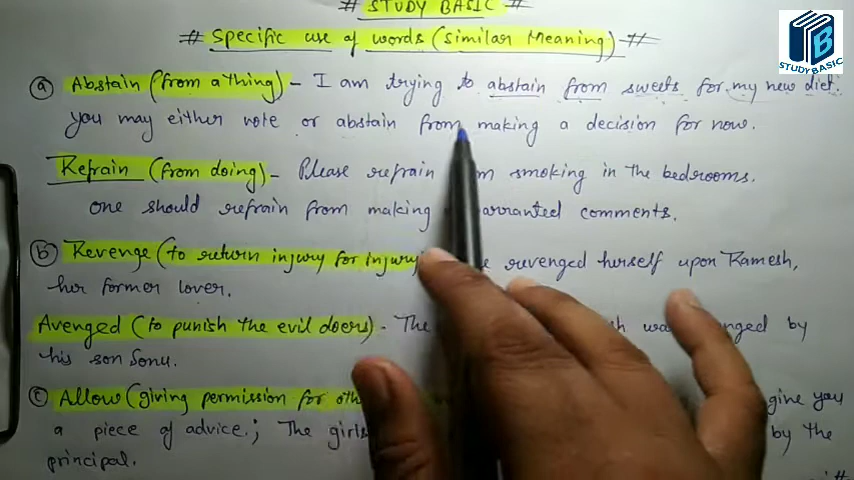 # STUDY BASIC #
# Specific use of words (Similar Meaning) #
STUDY BASIC
(a) Abstain (from a thing) - I am trying to abstain from sweets for my new diet.
You may either vote or abstain from making a decision for now.
Refrain (from doing) - Please refrain m smoking in the bedrooms.
One should refrain from making arranted comments.
(b) Revenge (to return injury for injury revenged herself upon Ramesh,
her former lover.
Avenged (to punish the evil doers) - The was enged by
his son Sonu.
(c) Allow (giving permission for oth give you
a piece of advice.; The girls by the
principal.